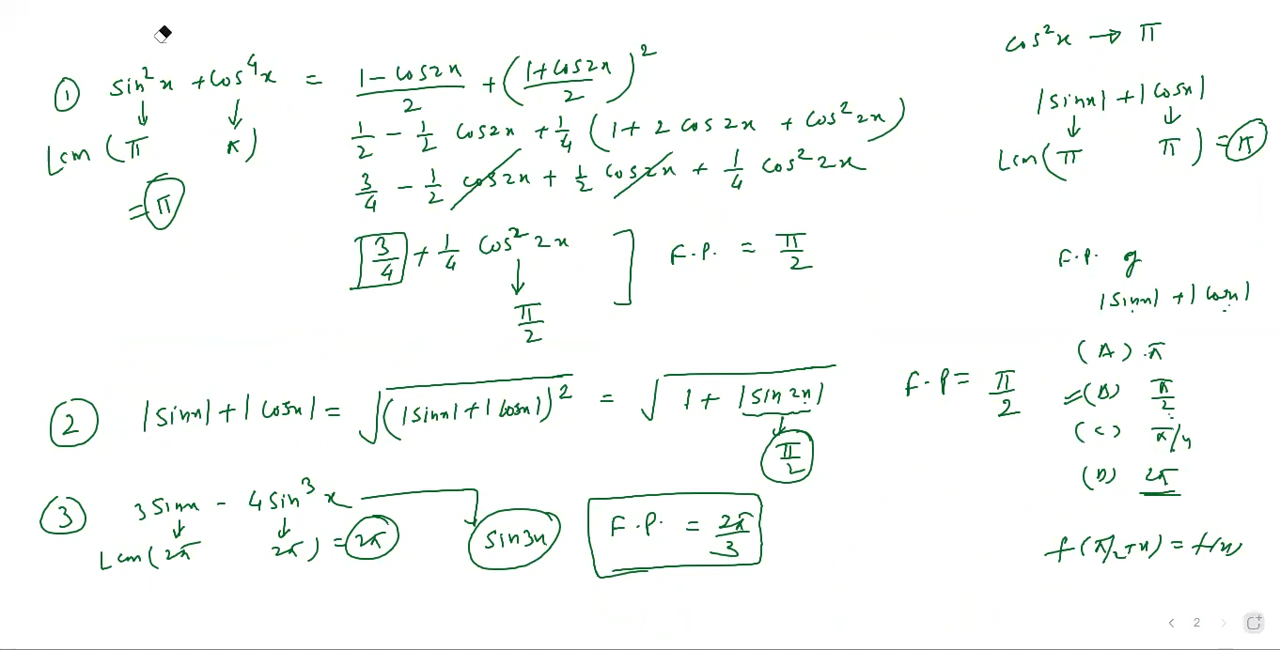 ① sin²x + cos⁴x = (1 - cos2x)/2 + ((1 + cos2x)/2)²
↓ ↓
Lcm (π π)
= π
1/2 - 1/2 cos2x + 1/4 (1 + 2 cos2x + cos²2x)
3/4 - 1/2 cos2x + 1/2 cos2x + 1/4 cos²2x
[3/4 + 1/4 cos²2x] F.P. = π/2
↓
π/2
cos²x → π
|sinx| + |cosx|
↓ ↓
Lcm (π π) = π
F.P. of
|sinx| + |cosx|
(A) π
(B) π/2
(C) π/4
(D) 2π
f(π/2+x) = f(x)
② |sinx| + |cosx| = √(|sinx| + |cosx|)² = √1 + |sin2x| F.P = π/2
↓
π/2
③ 3sinx - 4sin³x → sin3x F.P. = 2π/3
↓ ↓
Lcm (2π 2π) = 2π
2